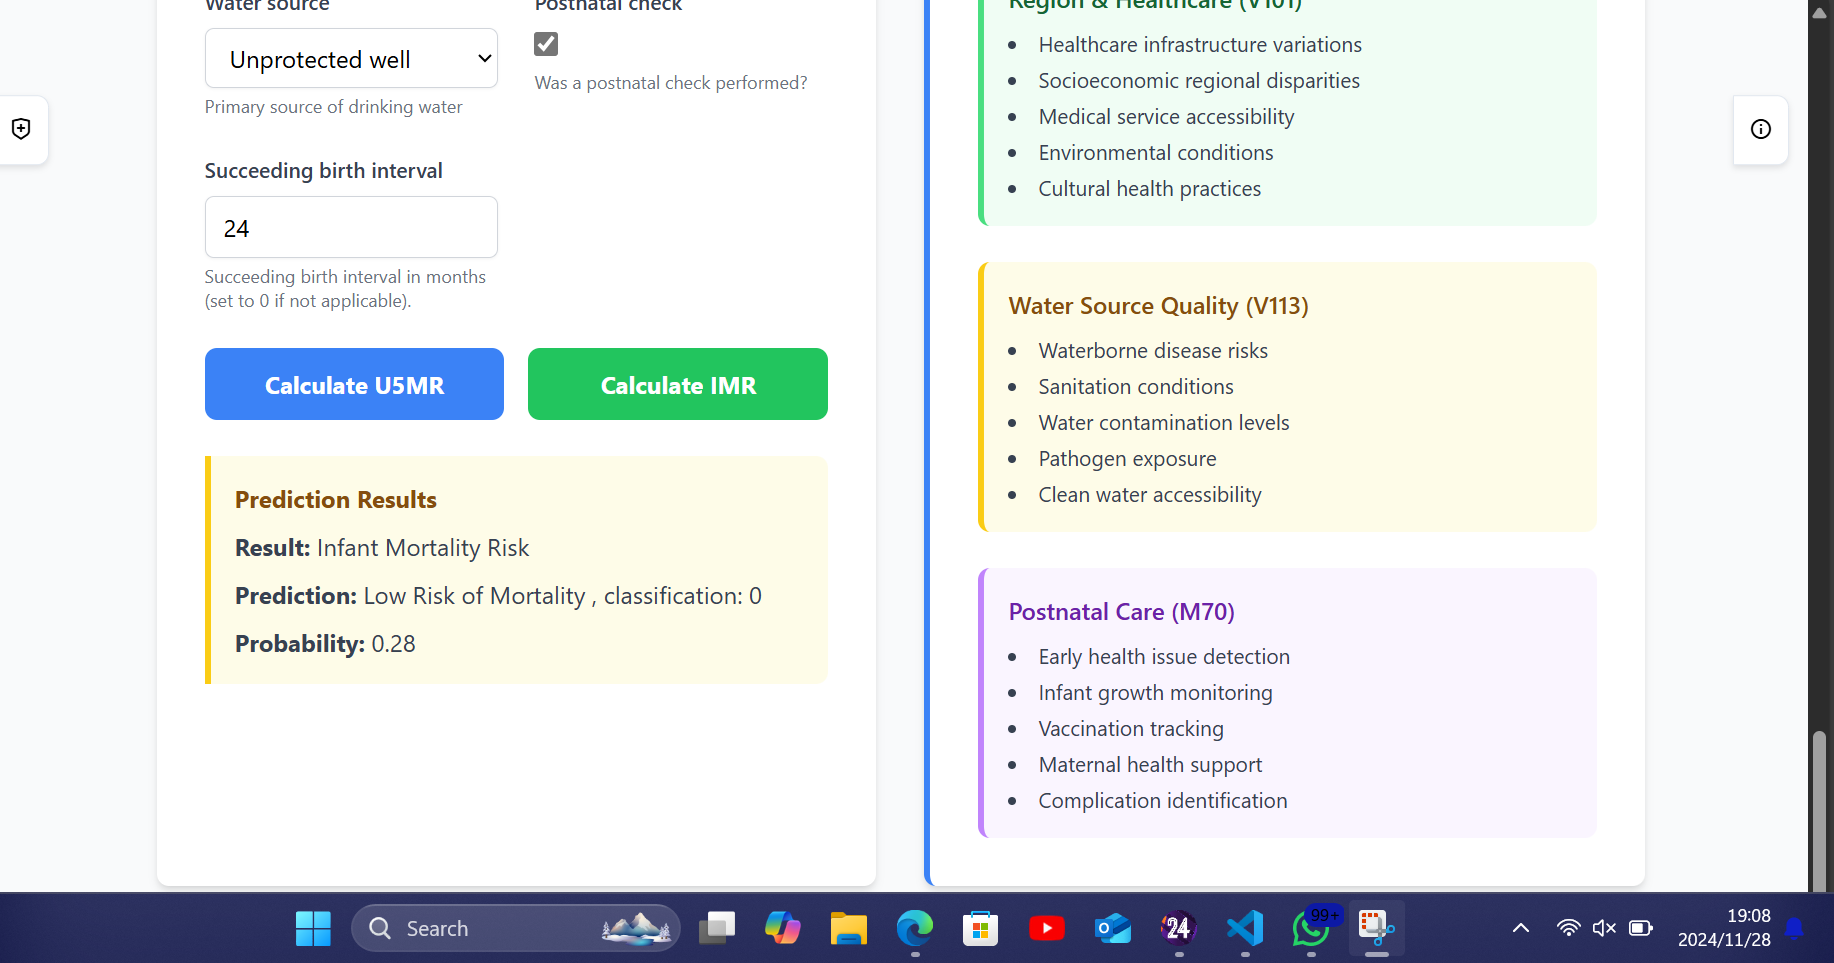 Water source
Unprotected well
Primary source of drinking water
Postnatal check
Was a postnatal check performed?
Succeeding birth interval
24
Succeeding birth interval in months
(set to 0 if not applicable).
Calculate U5MR
Calculate IMR
Prediction Results
Result: Infant Mortality Risk
Prediction: Low Risk of Mortality , classification: 0
Probability: 0.28
Region & Healthcare (V101)
• Healthcare infrastructure variations
• Socioeconomic regional disparities
• Medical service accessibility
• Environmental conditions
• Cultural health practices
Water Source Quality (V113)
• Waterborne disease risks
• Sanitation conditions
• Water contamination levels
• Pathogen exposure
• Clean water accessibility
Postnatal Care (M70)
• Early health issue detection
• Infant growth monitoring
• Vaccination tracking
• Maternal health support
• Complication identification
Search
24
99+
19:08
2024/11/28